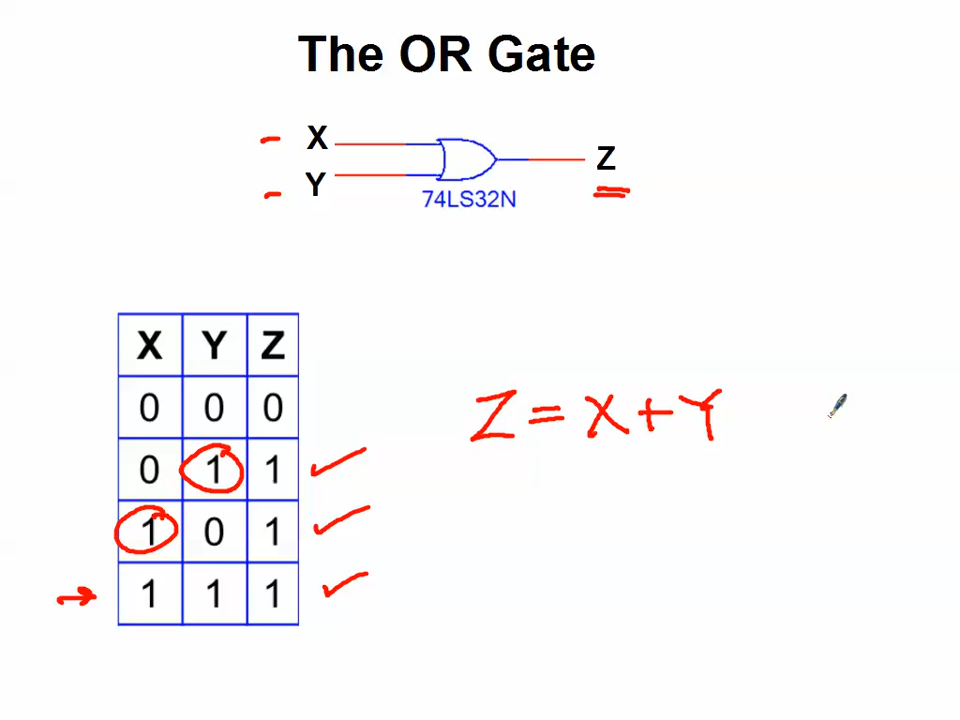 The OR Gate
X
Y
Z
74LS32N
X Y Z
0 0 0
0 1 1
Z = X + Y
1 0 1
1 1 1